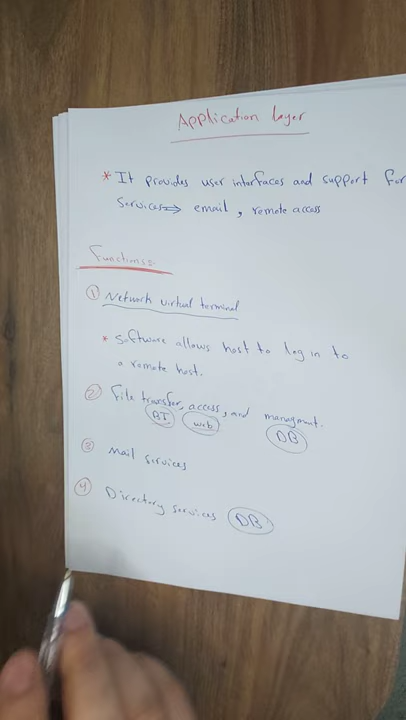 Application layer
* It provides user interfaces and support for
Services⇒ email, remote access
Functions:
① Network virtual terminal
* Software allows host to log in to
a remote host.
② File transfer, access, and managment.
BT web DB
③ Mail services
④ Directory services DB